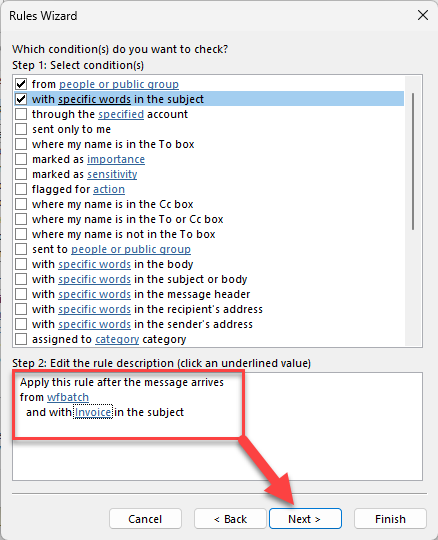 Rules Wizard
Which condition(s) do you want to check?
Step 1: Select condition(s)
from people or public group
with specific words in the subject
through the specified account
sent only to me
where my name is in the To box
marked as importance
marked as sensitivity
flagged for action
where my name is in the Cc box
where my name is in the To or Cc box
where my name is not in the To box
sent to people or public group
with specific words in the body
with specific words in the subject or body
with specific words in the message header
with specific words in the recipient's address
with specific words in the sender's address
assigned to category category
Step 2: Edit the rule description (click an underlined value)
Apply this rule after the message arrives
from wfbatch
and with Invoice in the subject
Cancel < Back Next > Finish